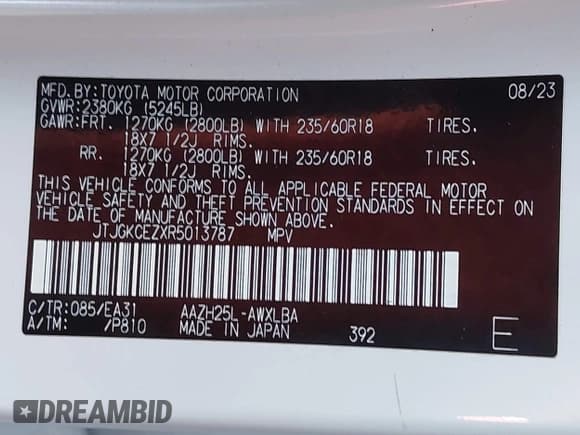 MFD.BY:TOYOTA MOTOR CORPORATION 08/23
GVWR:2380KG (5245LB)
GAWR:FRT. 1270KG (2800LB) WITH 235/60R18 TIRES.
18X7 1/2J RIMS.
RR. 1270KG (2800LB) WITH 235/60R18 TIRES.
18X7 1/2J RIMS.
THIS VEHICLE CONFORMS TO ALL APPLICABLE FEDERAL MOTOR
VEHICLE SAFETY AND THEFT PREVENTION STANDARDS IN EFFECT ON
THE DATE OF MANUFACTURE SHOWN ABOVE.
JTJGKCEZXR5013787 MPV
C/TR:085/EA31 AAZH25L-AWXLBA
A/TM: /P810 MADE IN JAPAN 392 E
DREAMBID